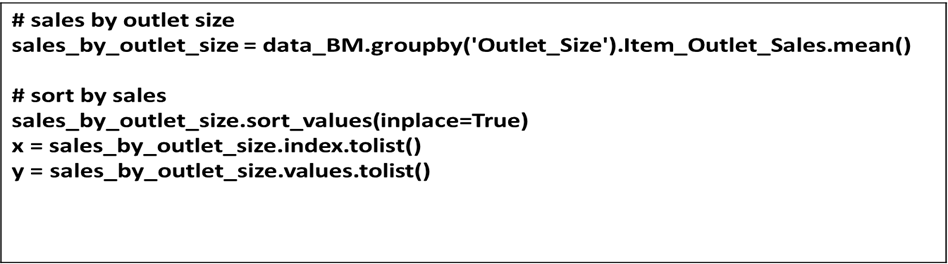 # sales by outlet size
sales_by_outlet_size = data_BM.groupby('Outlet_Size').Item_Outlet_Sales.mean()
# sort by sales
sales_by_outlet_size.sort_values(inplace=True)
x = sales_by_outlet_size.index.tolist()
y = sales_by_outlet_size.values.tolist()